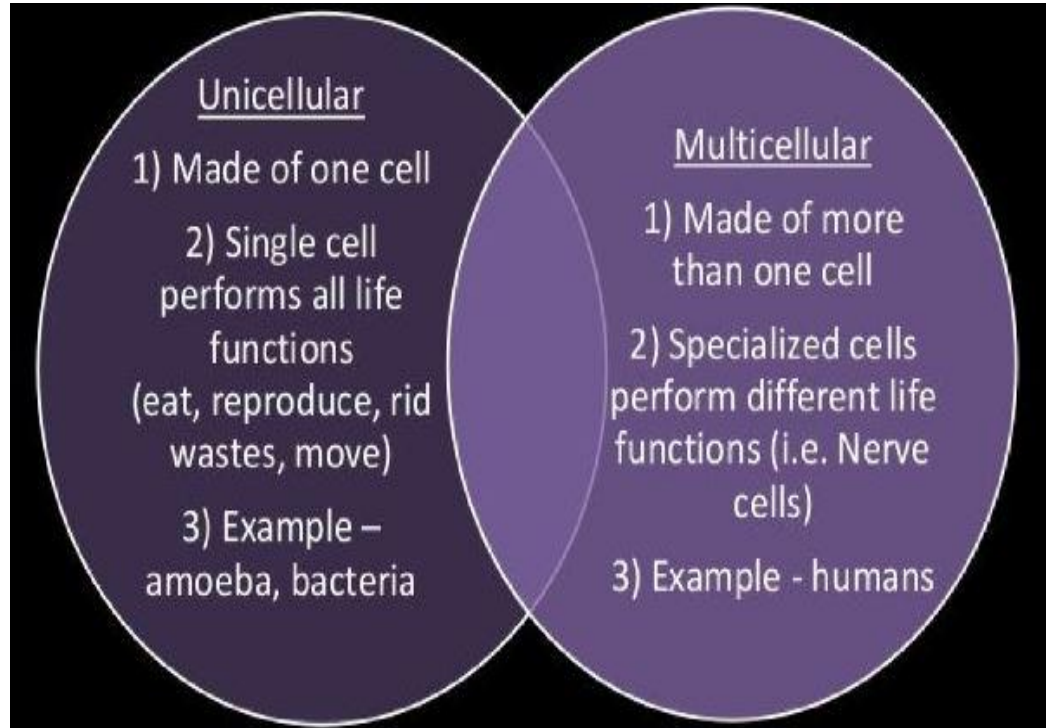 Unicellular
1) Made of one cell
2) Single cell
performs all life
functions
(eat, reproduce, rid
wastes, move)
3) Example –
amoeba, bacteria
Multicellular
1) Made of more
than one cell
2) Specialized cells
perform different life
functions (i.e. Nerve
cells)
3) Example - humans